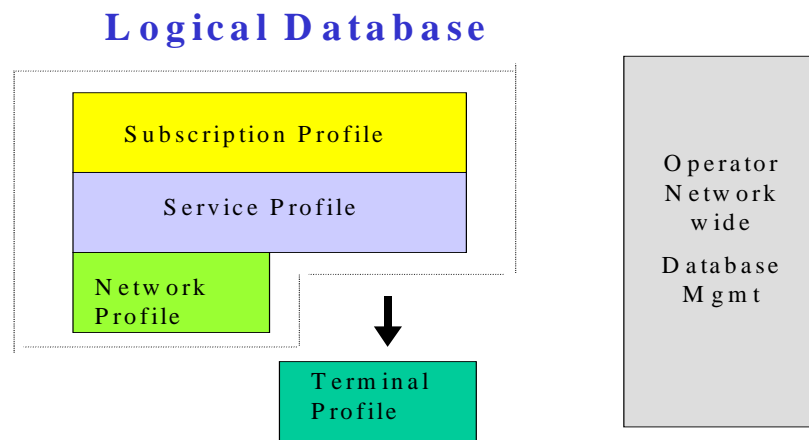 Logical Database
Subscription Profile
Service Profile
Network
Profile
Terminal
Profile
Operator
Network
wide
Database
Mgmt